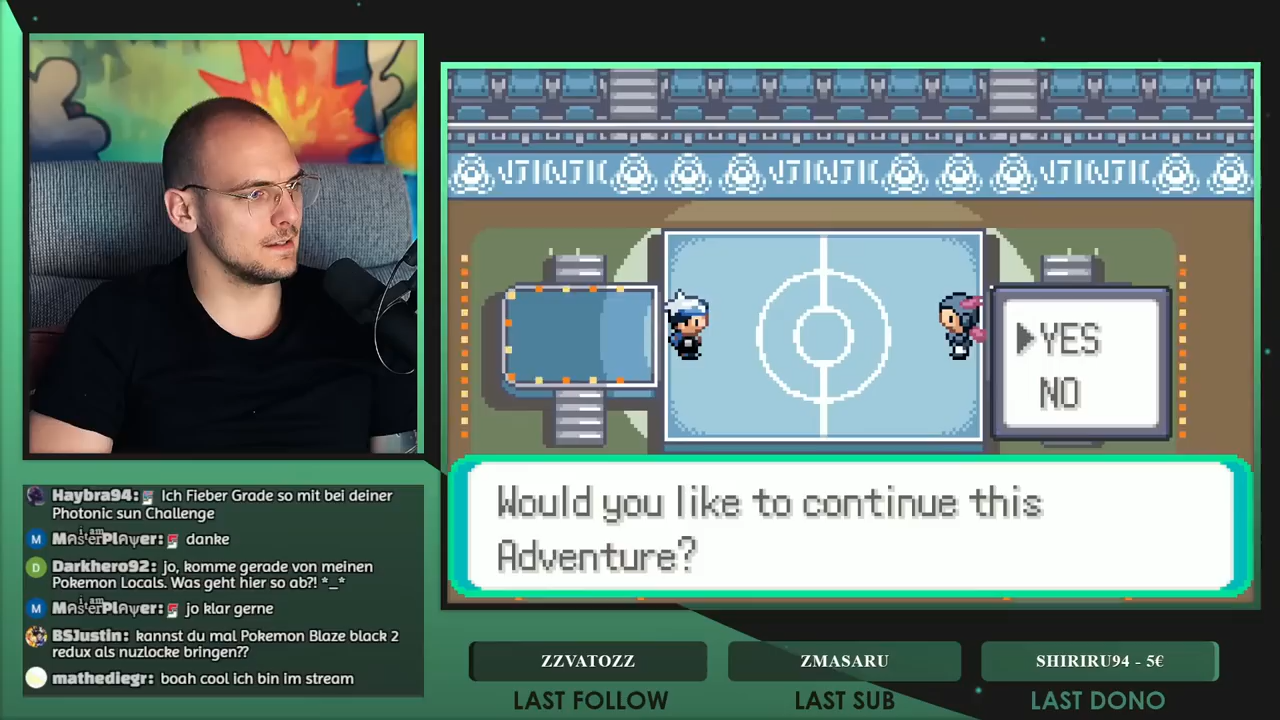 YES
NO
Would you like to continue this
Adventure?
Haybra94: Ich Fieber Grade so mit bei deiner
Photonic sun Challenge
danke
Darkhero92: jo, komme gerade von meinen
Pokemon Locals. Was geht hier so ab?! *_*
jo klar gerne
BSJustin: kannst du mal Pokemon Blaze black 2
redux als nuzlocke bringen??
mathediegr: boah cool ich bin im stream
ZZVATOZZ
ZMASARU
SHIRIRU94 - 5€
LAST FOLLOW
LAST SUB
LAST DONO